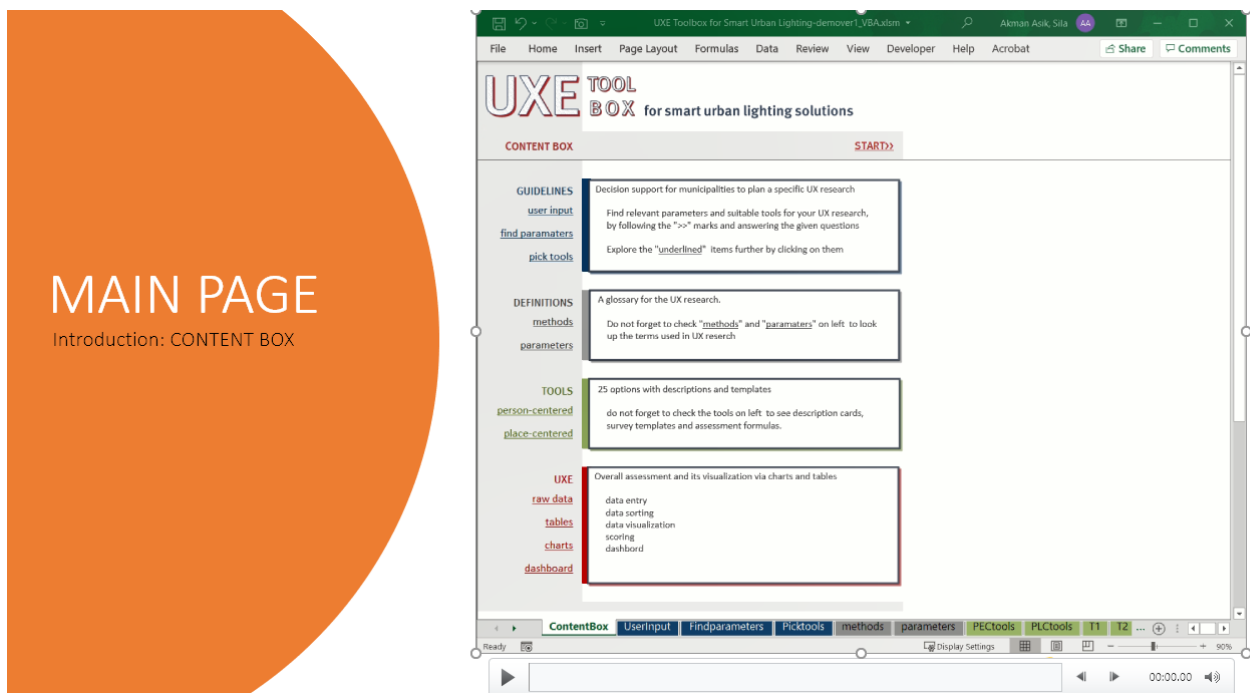 MAIN PAGE
Introduction: CONTENT BOX
UXE Toolbox for Smart Urban Lighting-demover1_VBA.xlsm
Akman Asik, Sila
AA
File Home Insert Page Layout Formulas Data Review View Developer Help Acrobat Share Comments
UXE TOOL
BOX for smart urban lighting solutions
CONTENT BOX START>>
GUIDELINES
user input
find paramaters
pick tools
Decision support for municipalities to plan a specific UX research
Find relevant parameters and suitable tools for your UX research,
by following the ">>" marks and answering the given questions
Explore the "underlined" items further by clicking on them
DEFINITIONS
methods
parameters
A glossary for the UX research.
Do not forget to check "methods" and "paramaters" on left to look
up the terms used in UX reserch
TOOLS
person-centered
place-centered
25 options with descriptions and templates
do not forget to check the tools on left to see description cards,
survey templates and assessment formulas.
UXE
raw data
tables
charts
dashboard
Overall assessment and its visualization via charts and tables
data entry
data sorting
data visualization
scoring
dashbord
ContentBox UserInput Findparameters Picktools methods parameters PECtools PLCtools T1 T2 ...
Ready Display Settings 90%
00:00.00